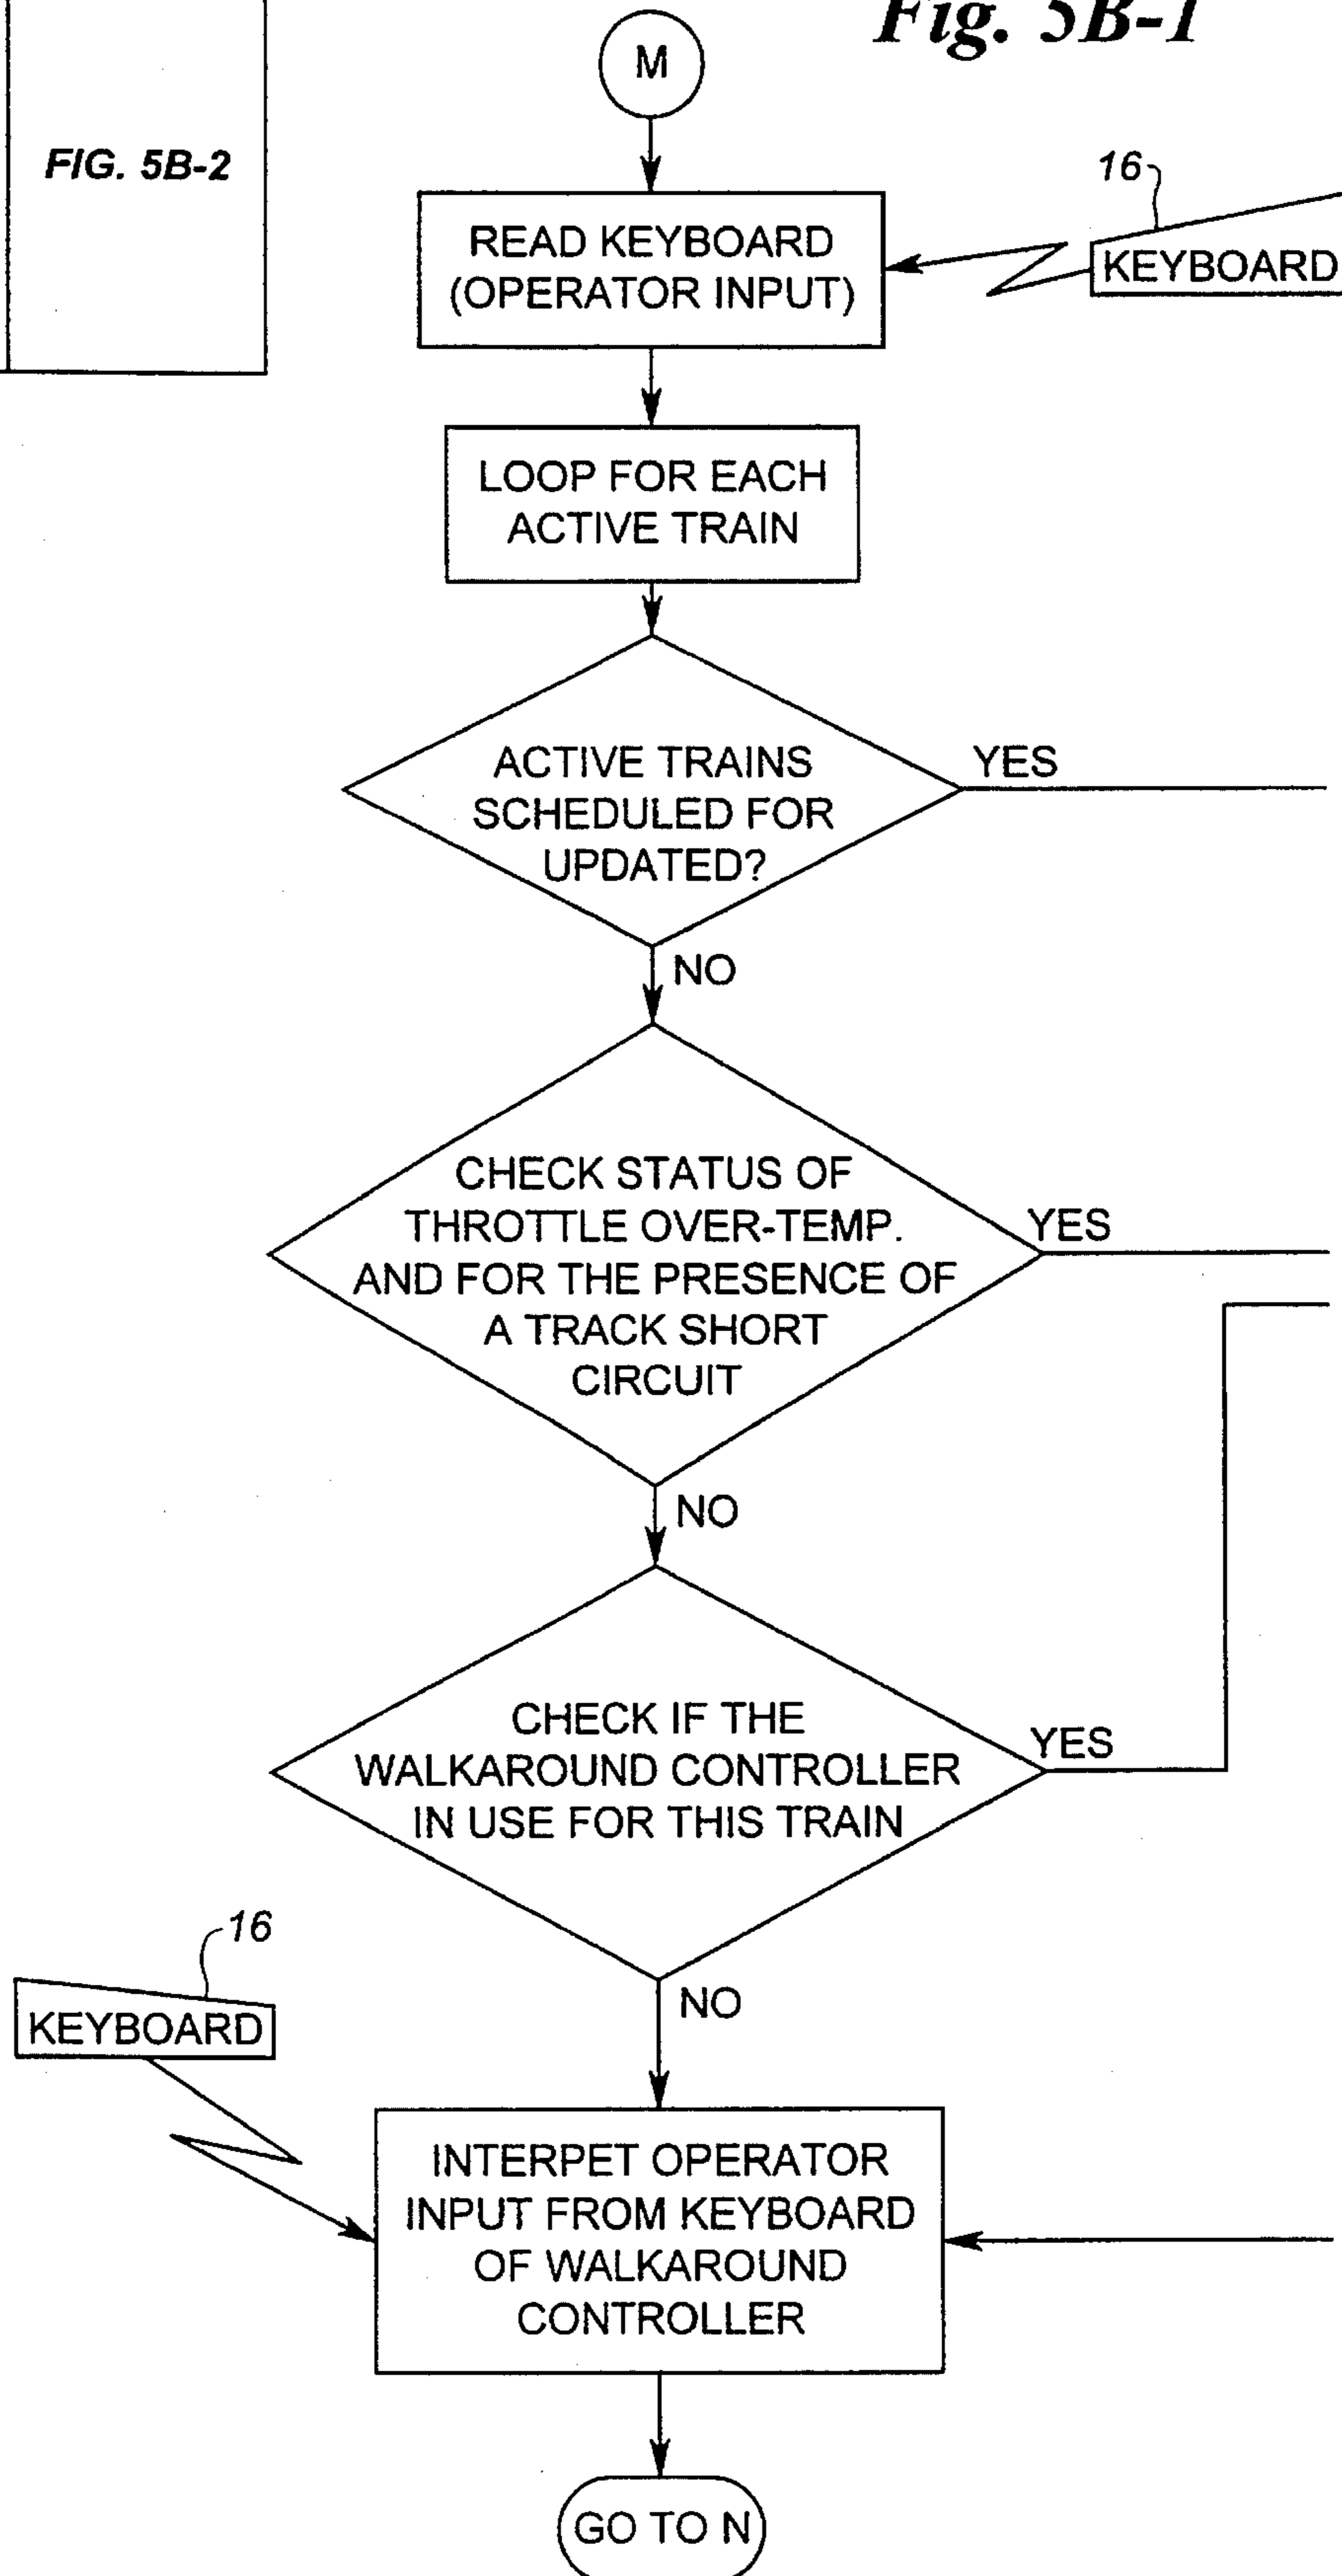 Fig. 5B-1
M
FIG. 5B-2
16
READ KEYBOARD
(OPERATOR INPUT)
KEYBOARD
LOOP FOR EACH
ACTIVE TRAIN
ACTIVE TRAINS
SCHEDULED FOR
UPDATED?
YES
NO
CHECK STATUS OF
THROTTLE OVER-TEMP.
AND FOR THE PRESENCE OF
A TRACK SHORT
CIRCUIT
YES
NO
CHECK IF THE
WALKAROUND CONTROLLER
IN USE FOR THIS TRAIN
YES
16
KEYBOARD
NO
INTERPET OPERATOR
INPUT FROM KEYBOARD
OF WALKAROUND
CONTROLLER
GO TO N